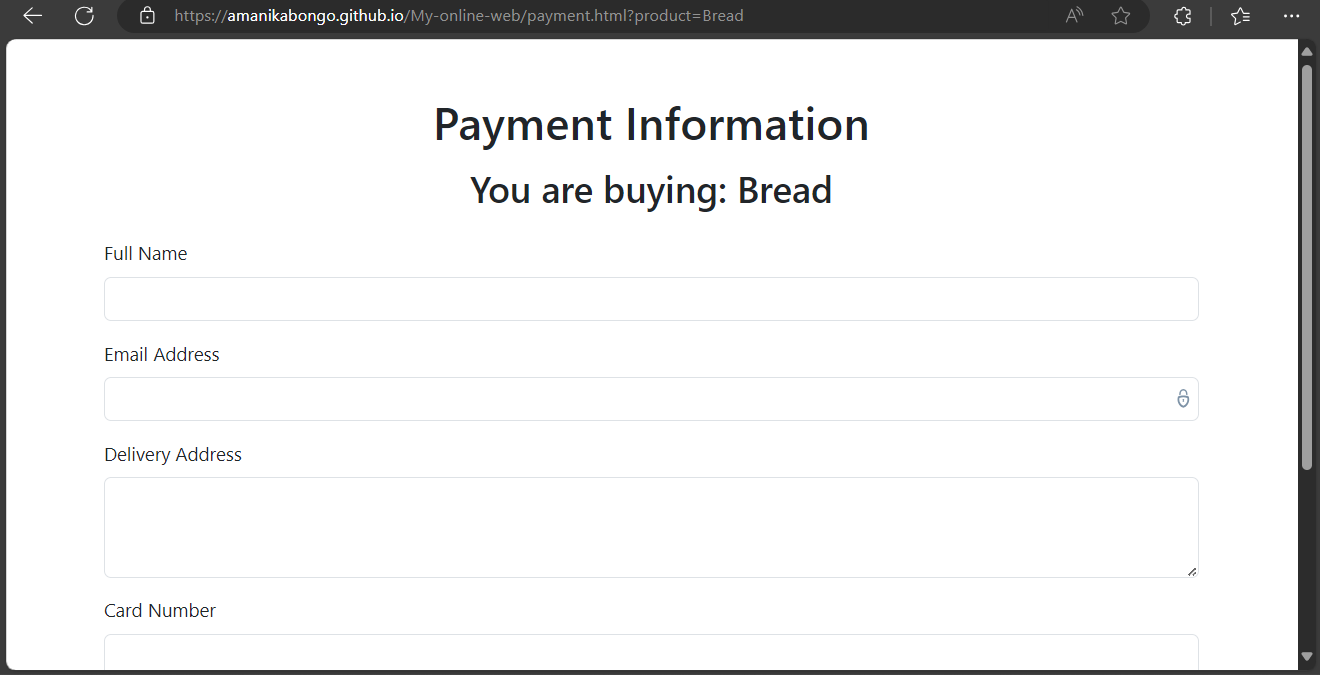 https://amanikabongo.github.io/My-online-web/payment.html?product=Bread
Payment Information
You are buying: Bread
Full Name
Email Address
Delivery Address
Card Number